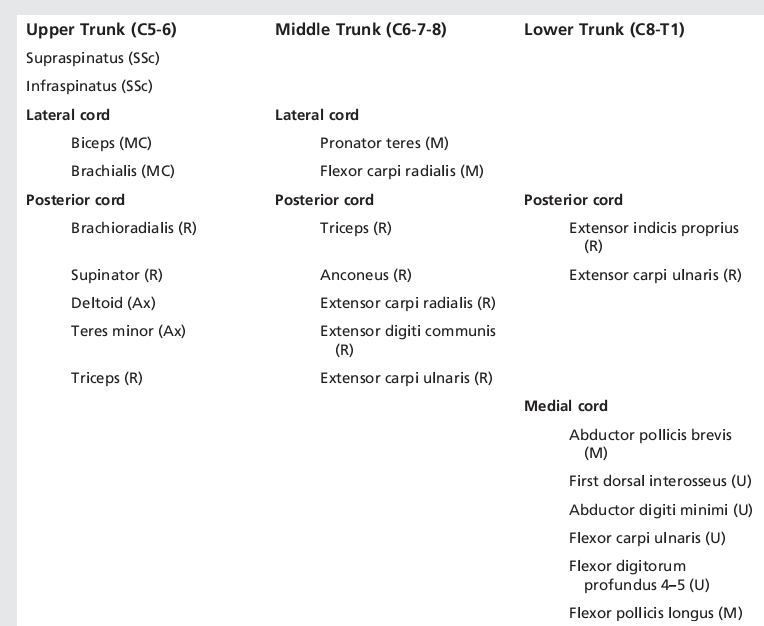 Upper Trunk (C5-6) Middle Trunk (C6-7-8) Lower Trunk (C8-T1)
Supraspinatus (SSc)
Infraspinatus (SSc)
Lateral cord Lateral cord
Biceps (MC) Pronator teres (M)
Brachialis (MC) Flexor carpi radialis (M)
Posterior cord Posterior cord Posterior cord
Brachioradialis (R) Triceps (R) Extensor indicis proprius
(R)
Supinator (R) Anconeus (R) Extensor carpi ulnaris (R)
Deltoid (Ax) Extensor carpi radialis (R)
Teres minor (Ax) Extensor digiti communis
(R)
Triceps (R) Extensor carpi ulnaris (R)
Medial cord
Abductor pollicis brevis
(M)
First dorsal interosseus (U)
Abductor digiti minimi (U)
Flexor carpi ulnaris (U)
Flexor digitorum
profundus 4–5 (U)
Flexor pollicis longus (M)